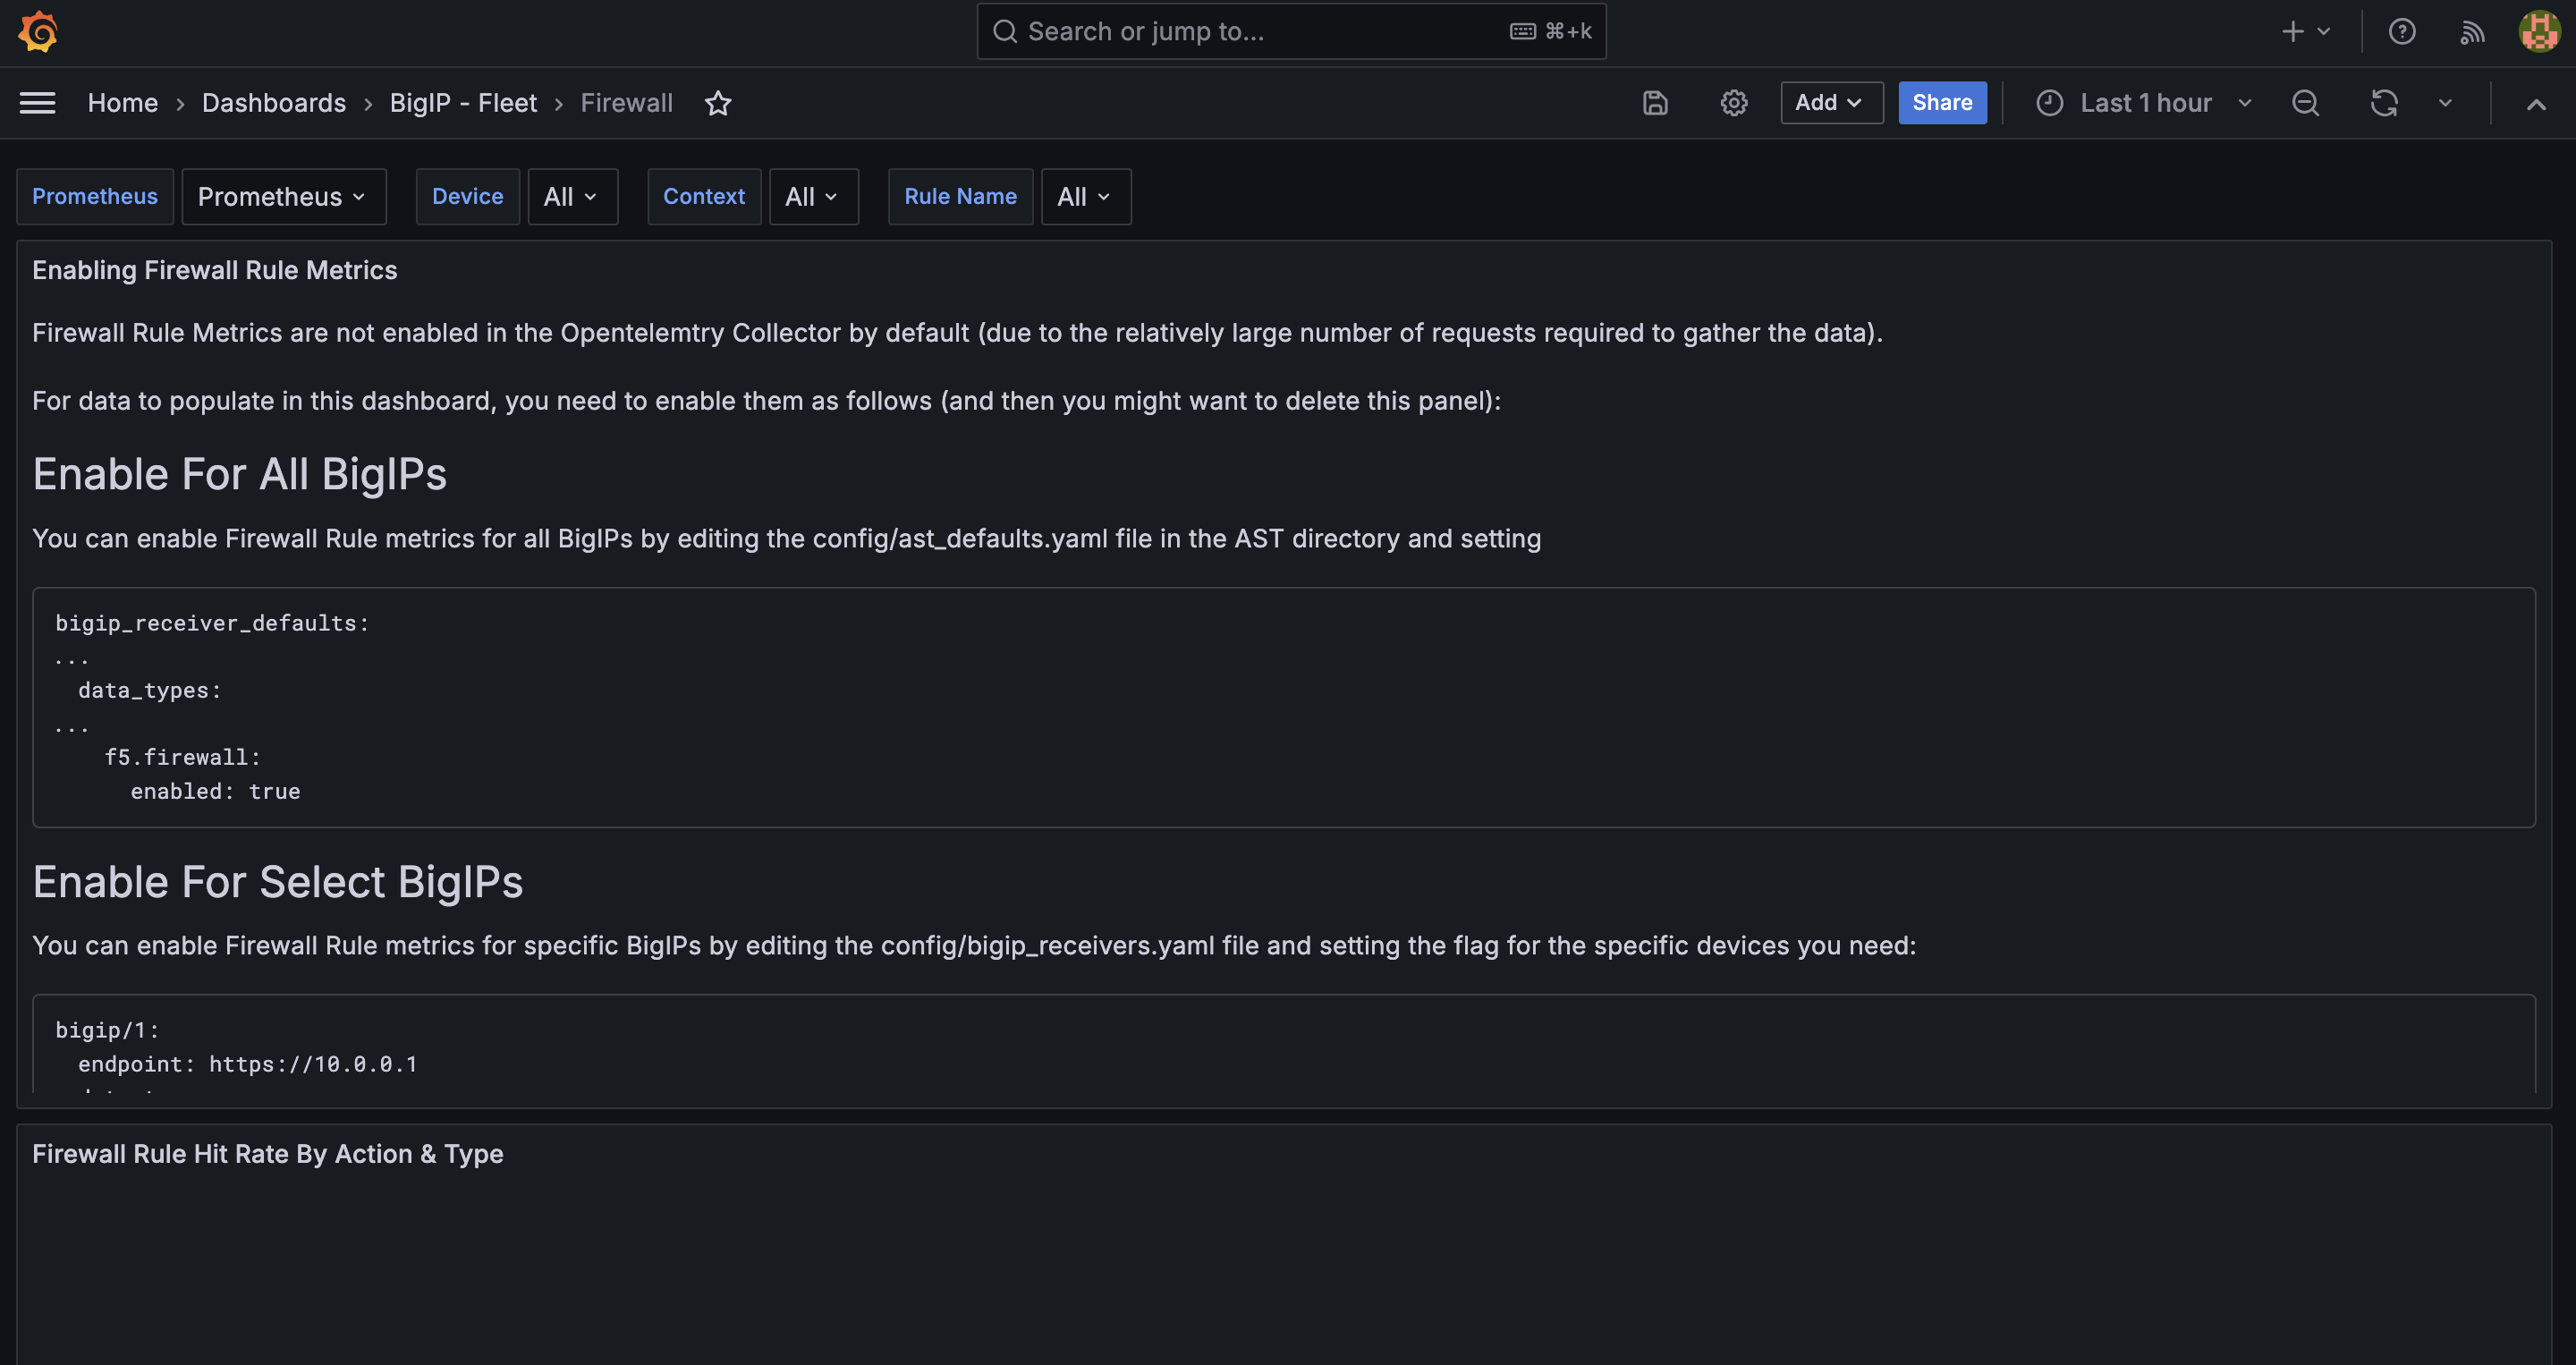 Search or jump to... ⌘+k
Home › Dashboards › BigIP - Fleet › Firewall Add Share Last 1 hour
Prometheus Prometheus Device All Context All Rule Name All
Enabling Firewall Rule Metrics
Firewall Rule Metrics are not enabled in the Opentelemtry Collector by default (due to the relatively large number of requests required to gather the data).
For data to populate in this dashboard, you need to enable them as follows (and then you might want to delete this panel):
Enable For All BigIPs
You can enable Firewall Rule metrics for all BigIPs by editing the config/ast_defaults.yaml file in the AST directory and setting
bigip_receiver_defaults:
...
data_types:
...
f5.firewall:
enabled: true
Enable For Select BigIPs
You can enable Firewall Rule metrics for specific BigIPs by editing the config/bigip_receivers.yaml file and setting the flag for the specific devices you need:
bigip/1:
endpoint: https://10.0.0.1
Firewall Rule Hit Rate By Action & Type